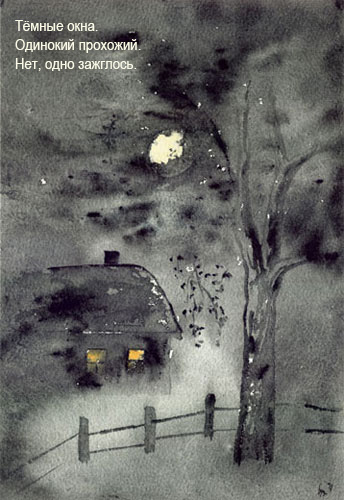 Тёмные окна.
Одинокий прохожий.
Нет, одно зажглось.